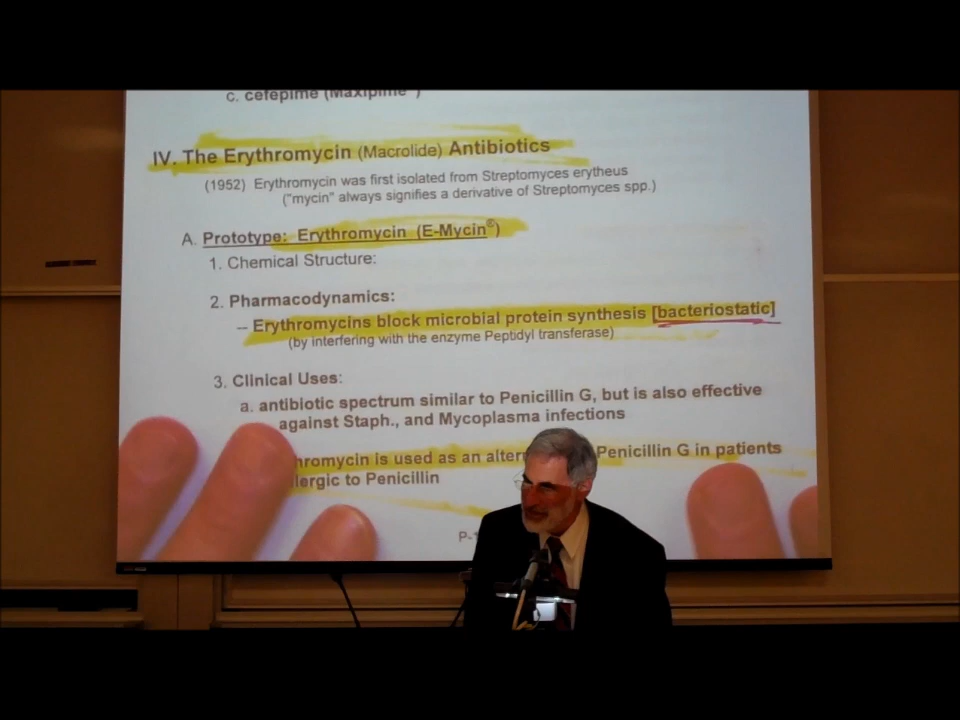 c. cefepime (Maxipime® )
IV. The Erythromycin (Macrolide) Antibiotics
(1952) Erythromycin was first isolated from Streptomyces erytheus
("mycin" always signifies a derivative of Streptomyces spp.)
A. Prototype: Erythromycin (E-Mycin®)
1. Chemical Structure:
2. Pharmacodynamics:
-- Erythromycins block microbial protein synthesis [bacteriostatic]
(by interfering with the enzyme Peptidyl transferase)
3. Clinical Uses:
a. antibiotic spectrum similar to Penicillin G, but is also effective
against Staph., and Mycoplasma infections
is used as an Penicillin G in patients
to Penicillin